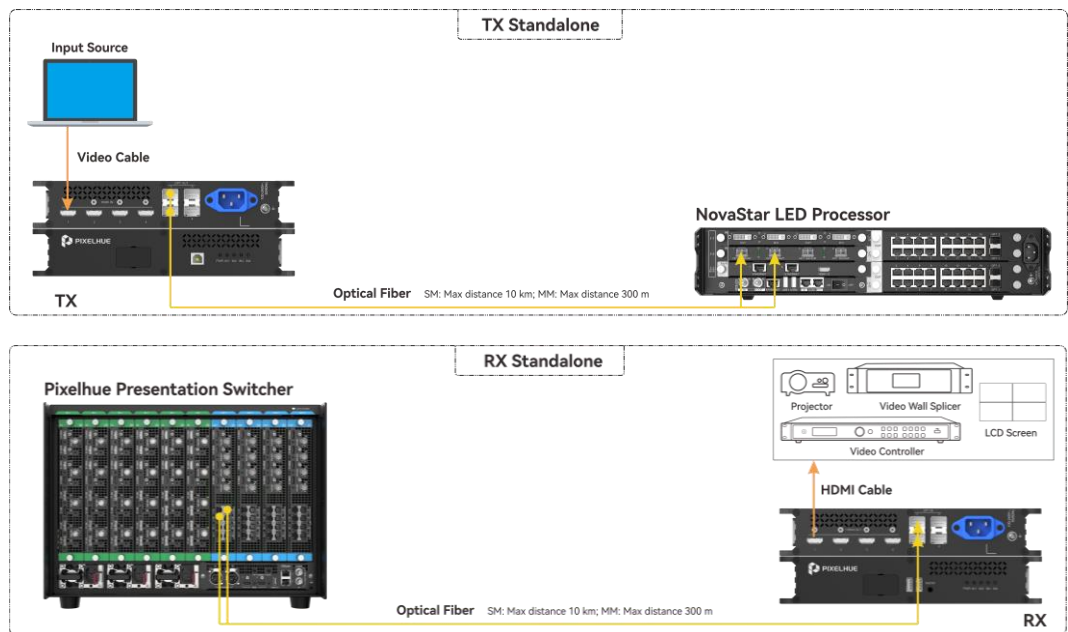 TX Standalone
Input Source
Video Cable
PIXELHUE
TX
NovaStar LED Processor
Optical Fiber SM: Max distance 10 km; MM: Max distance 300 m
RX Standalone
Pixelhue Presentation Switcher
Projector
Video Wall Splicer
LCD Screen
Video Controller
HDMI Cable
PIXELHUE
Optical Fiber SM: Max distance 10 km; MM: Max distance 300 m
RX